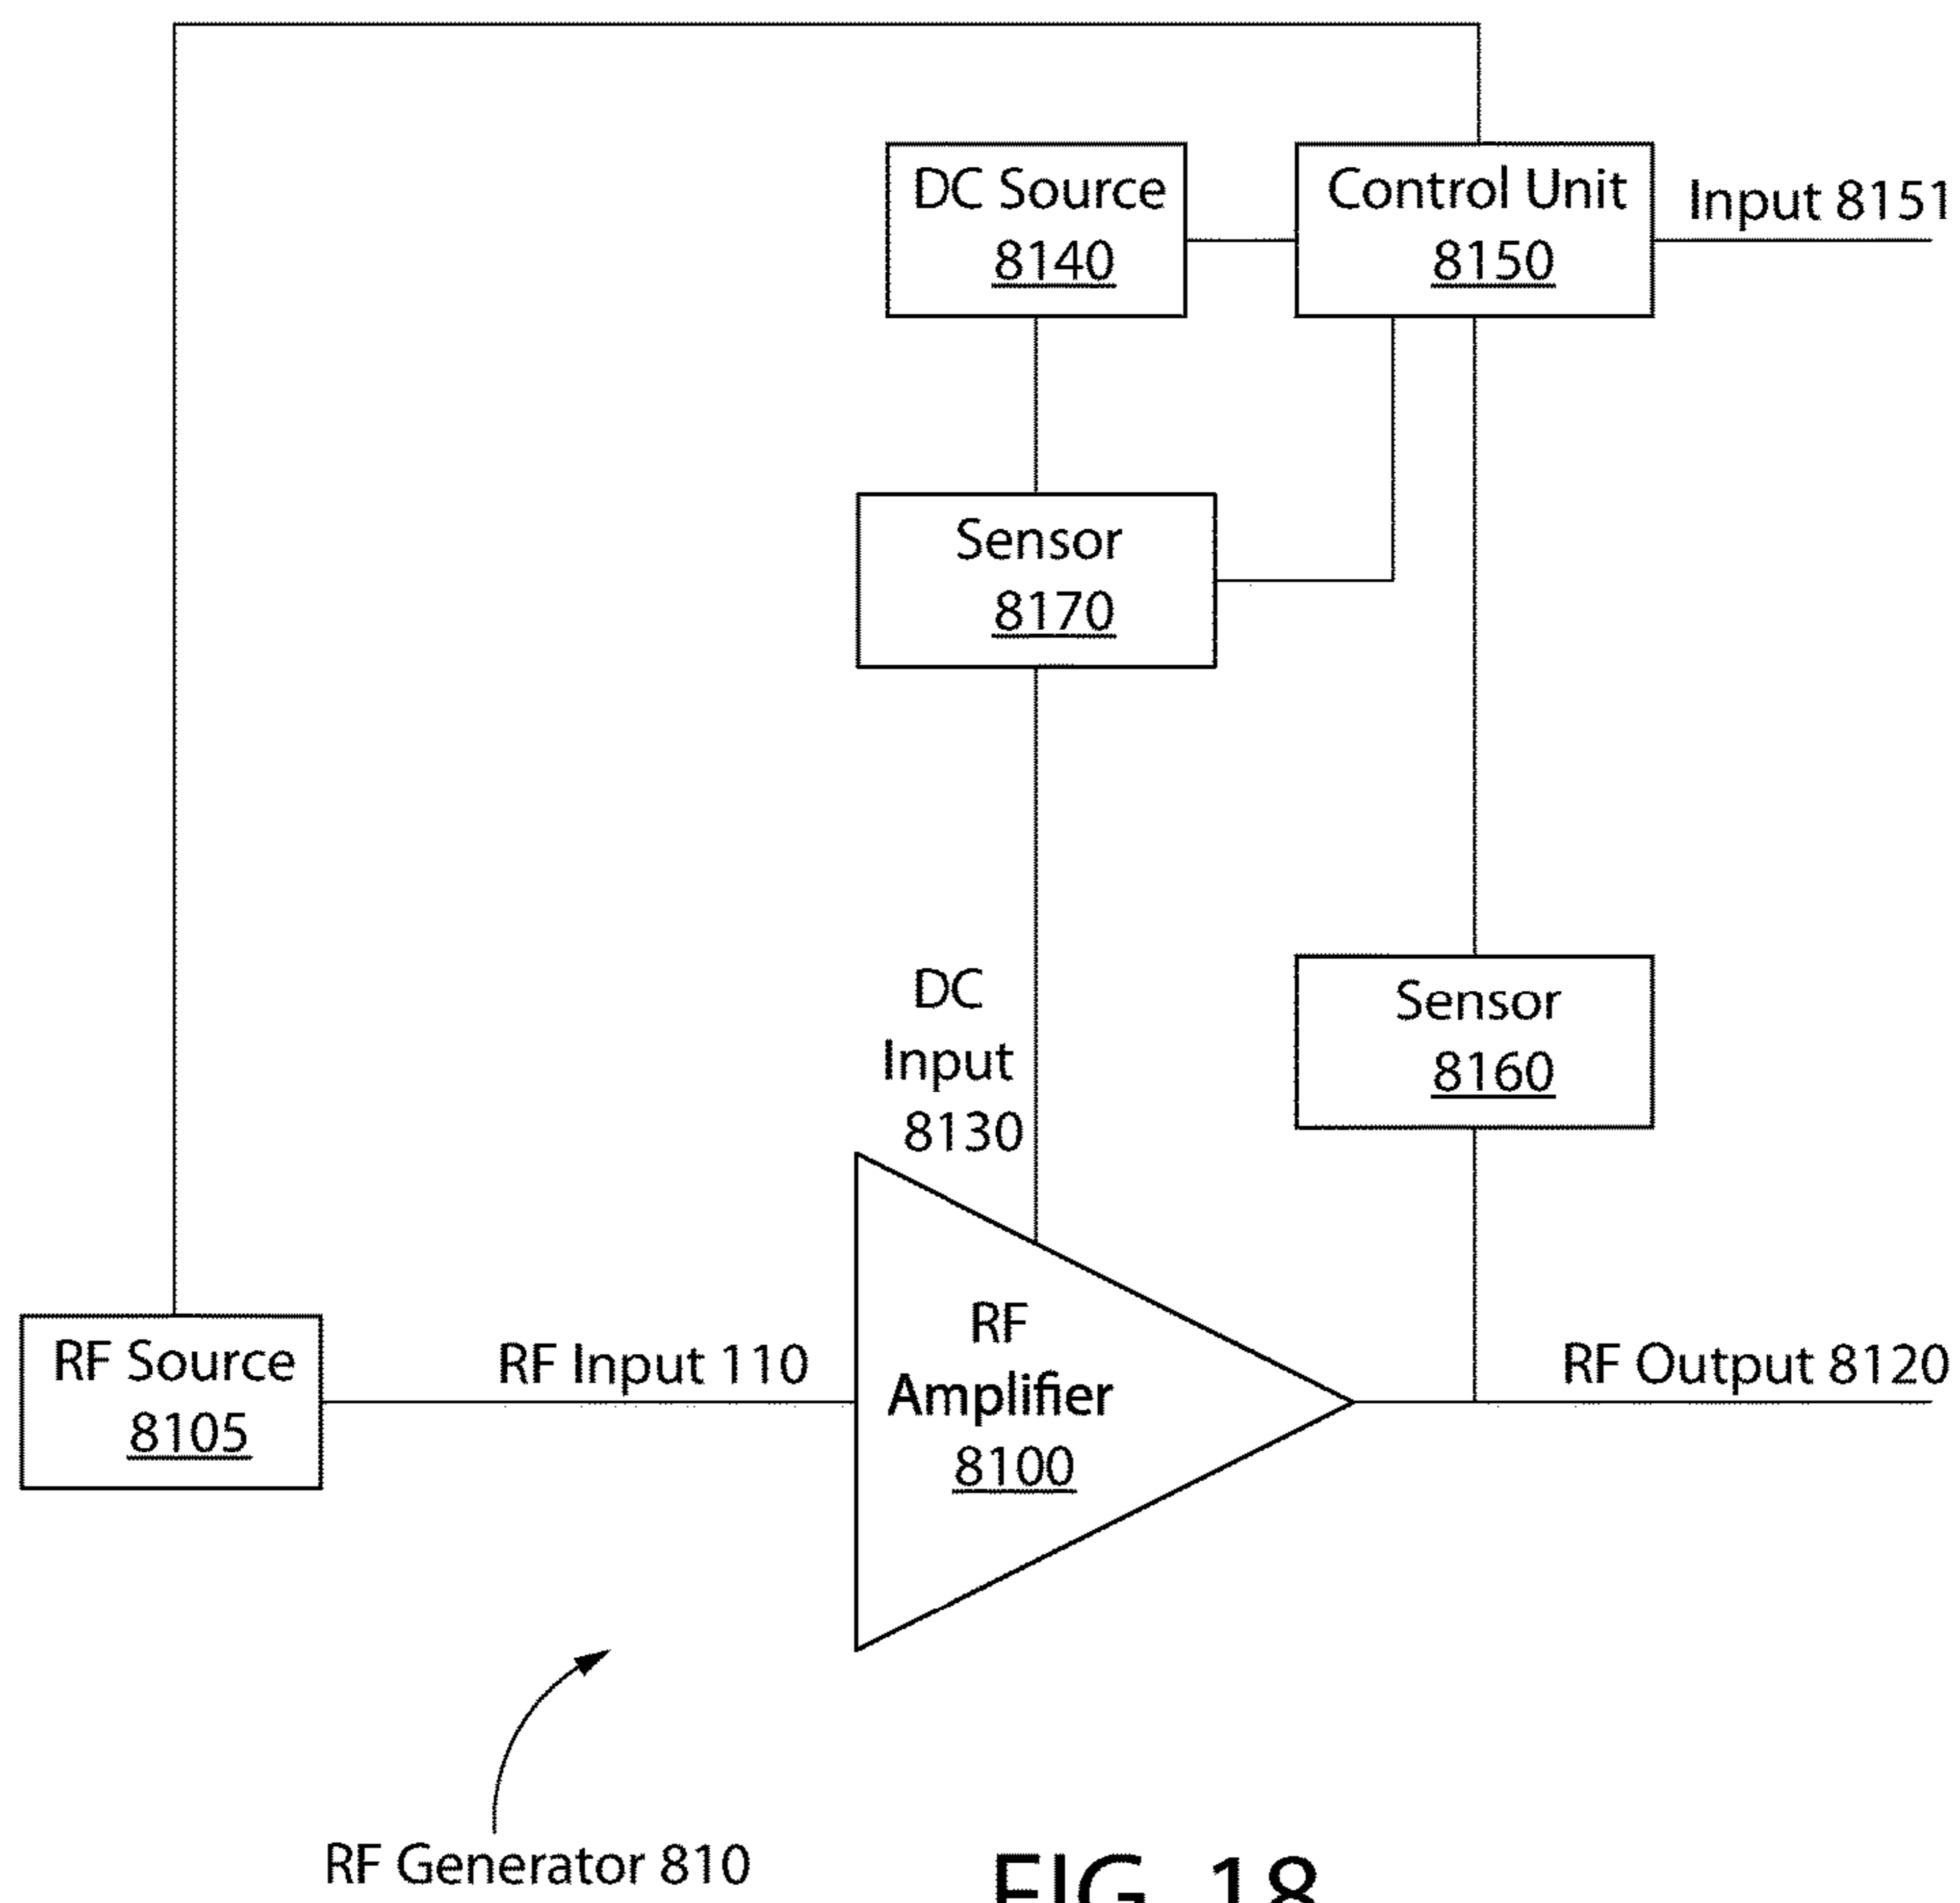 DC Source
8140
Control Unit
8150
Input 8151
Sensor
8170
DC
Input
8130
Sensor
8160
RF Source
8105
RF Input 110
RF
Amplifier
8100
RF Output 8120
RF Generator 810
FIG. 18